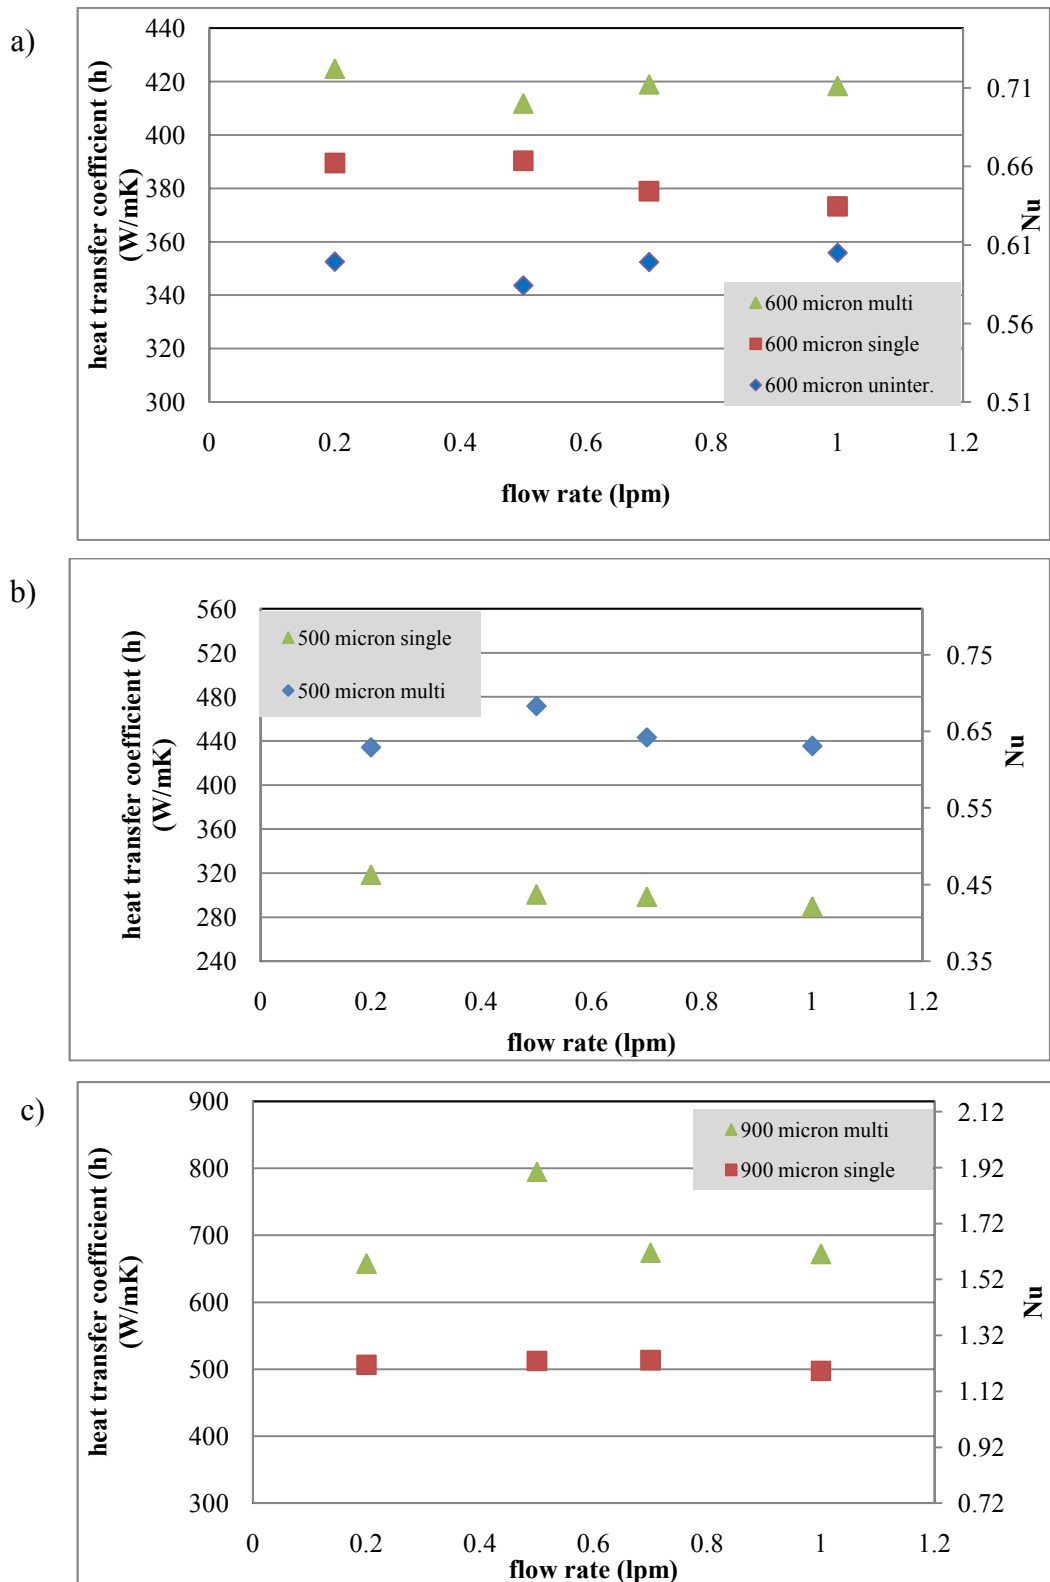 a)
heat transfer coefficient (h)
(W/mK)
440
420
400
380
360
340
320
300
0.71
0.66
0.61
0.56
0.51
Nu
600 micron multi
600 micron single
600 micron uninter.
0 0.2 0.4 0.6 0.8 1 1.2
flow rate (lpm)
b)
heat transfer coefficient (h)
(W/mK)
560
520
480
440
400
360
320
280
240
500 micron single
500 micron multi
0.75
0.65
0.55
0.45
0.35
Nu
0 0.2 0.4 0.6 0.8 1 1.2
flow rate (lpm)
c)
heat transfer coefficient (h)
(W/mK)
900
800
700
600
500
400
300
900 micron multi
900 micron single
2.12
1.92
1.72
1.52
1.32
1.12
0.92
0.72
Nu
0 0.2 0.4 0.6 0.8 1 1.2
flow rate (lpm)